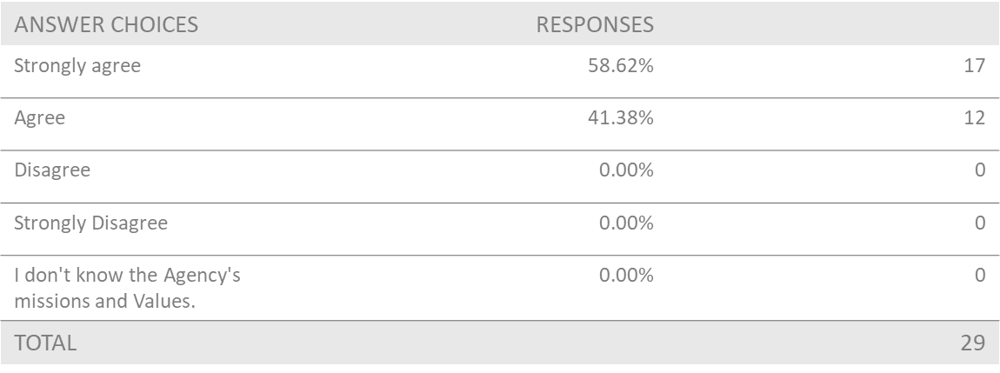 ANSWER CHOICES RESPONSES
Strongly agree 58.62% 17
Agree 41.38% 12
Disagree 0.00% 0
Strongly Disagree 0.00% 0
I don't know the Agency's 0.00% 0
missions and Values.
TOTAL 29